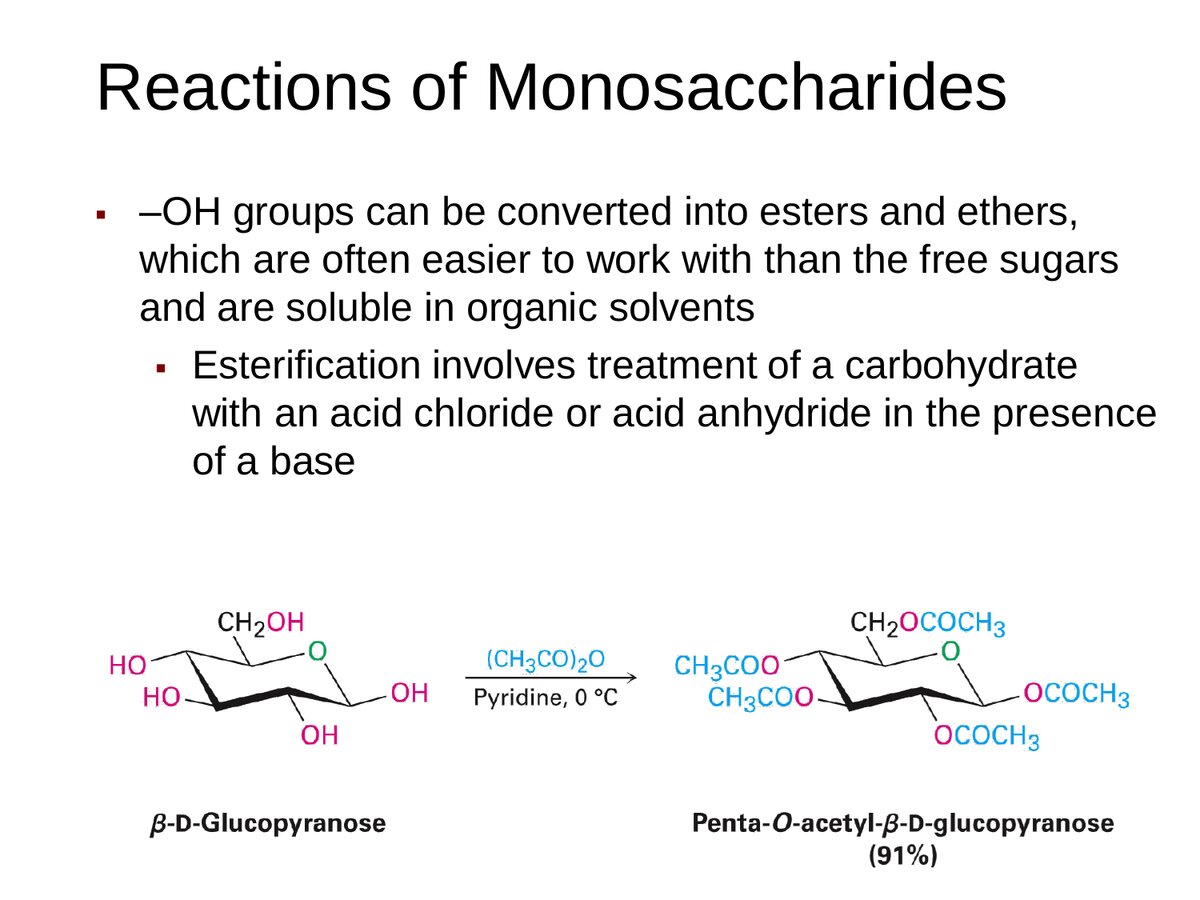 Reactions of Monosaccharides
▪ –OH groups can be converted into esters and ethers,
which are often easier to work with than the free sugars
and are soluble in organic solvents
▪ Esterification involves treatment of a carbohydrate
with an acid chloride or acid anhydride in the presence
of a base
CH₂OH
O
HO
HO
OH
OH
(CH₃CO)₂O
Pyridine, 0 °C
CH₂OCOCH₃
O
CH₃COO
CH₃COO
OCOCH₃
OCOCH₃
β-D-Glucopyranose
Penta-O-acetyl-β-D-glucopyranose
(91%)